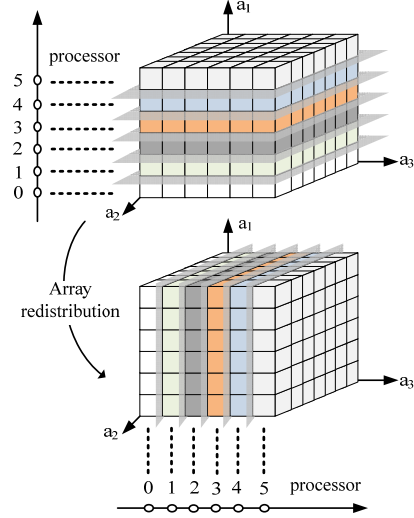 a1
processor
5
4
3
2
1
0
a3
a2
a1
Array
redistribution
a3
a2
0 1 2 3 4 5 processor